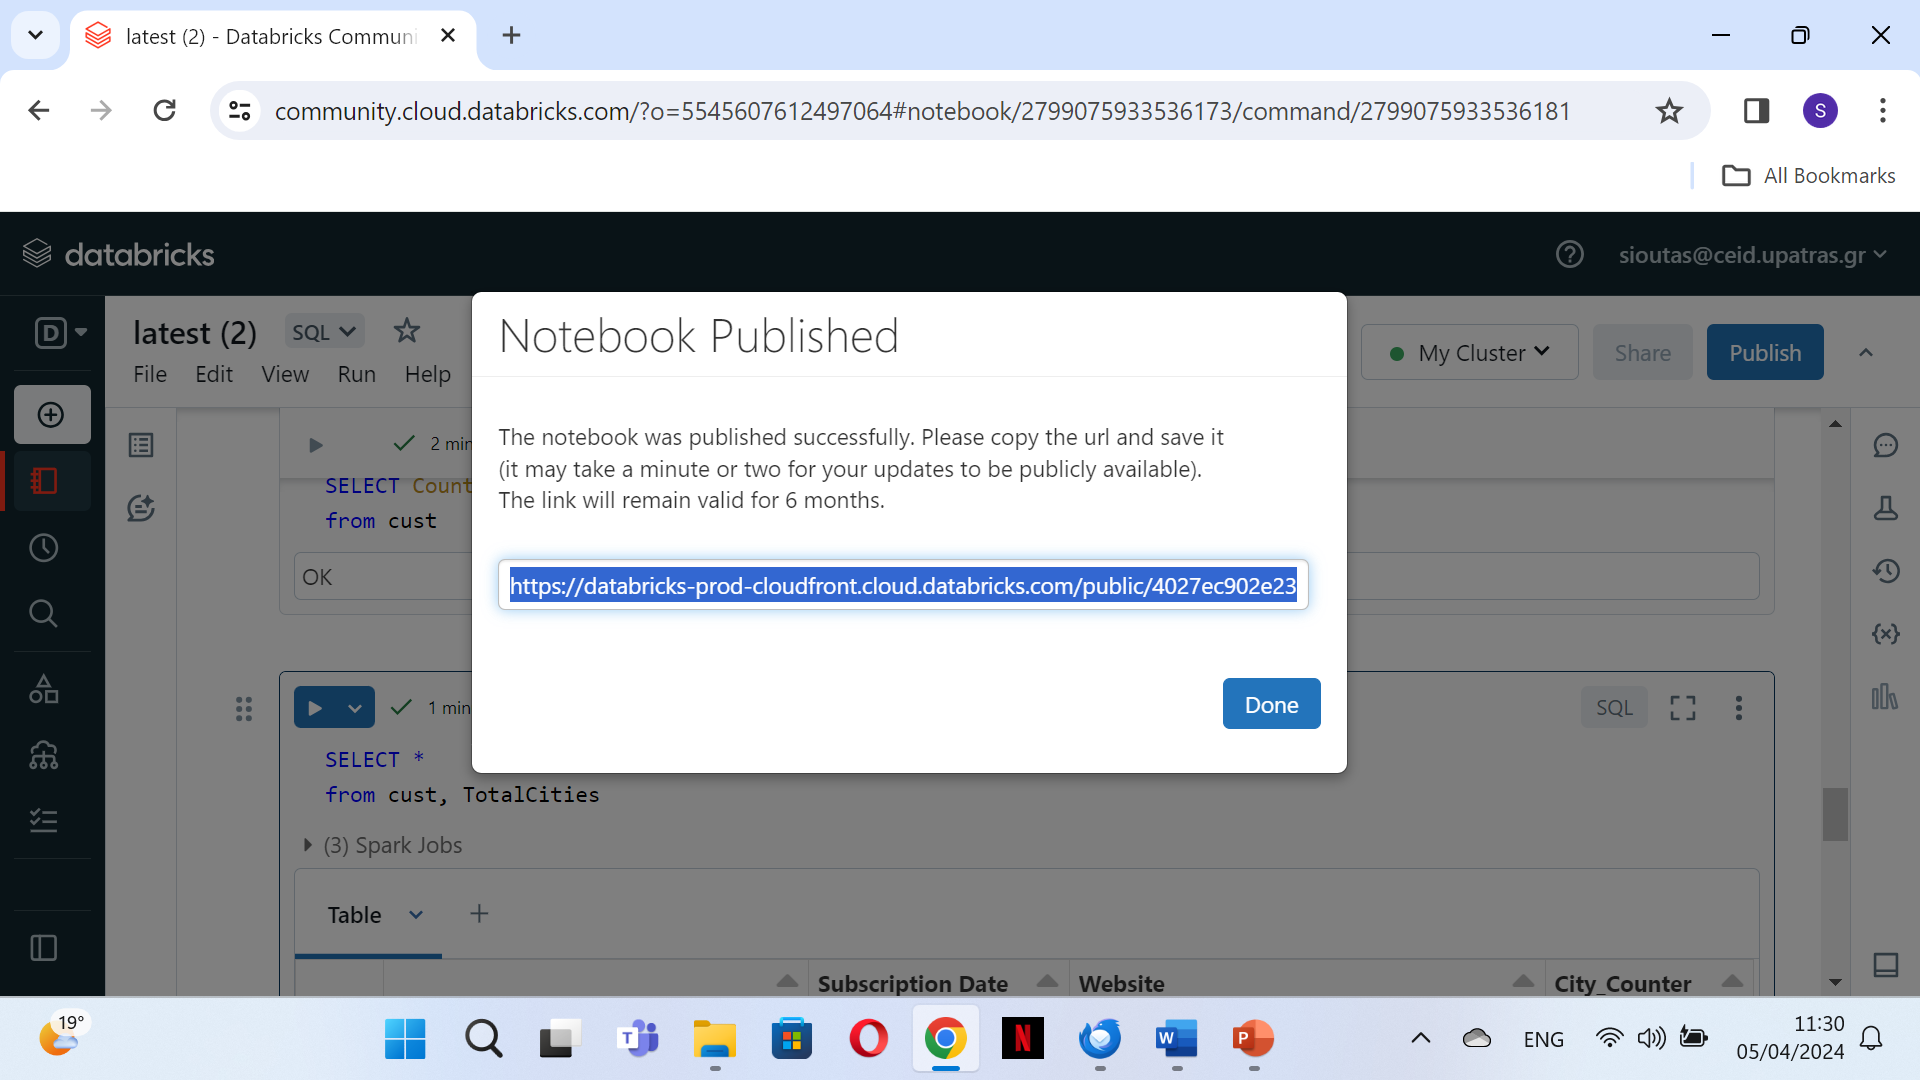 latest (2) - Databricks Communi
community.cloud.databricks.com/?o=5545607612497064#notebook/2799075933536173/command/2799075933536181
S
All Bookmarks
databricks
sioutas@ceid.upatras.gr
D
latest (2)
SQL
File Edit View Run Help
My Cluster
Share
Publish
Notebook Published
The notebook was published successfully. Please copy the url and save it
(it may take a minute or two for your updates to be publicly available).
The link will remain valid for 6 months.
https://databricks-prod-cloudfront.cloud.databricks.com/public/4027ec902e23
Done
2 min
SELECT Count
from cust
OK
1 min
SQL
SELECT *
from cust, TotalCities
(3) Spark Jobs
Table
Subscription Date
Website
City_Counter
19°
ENG
11:30
05/04/2024